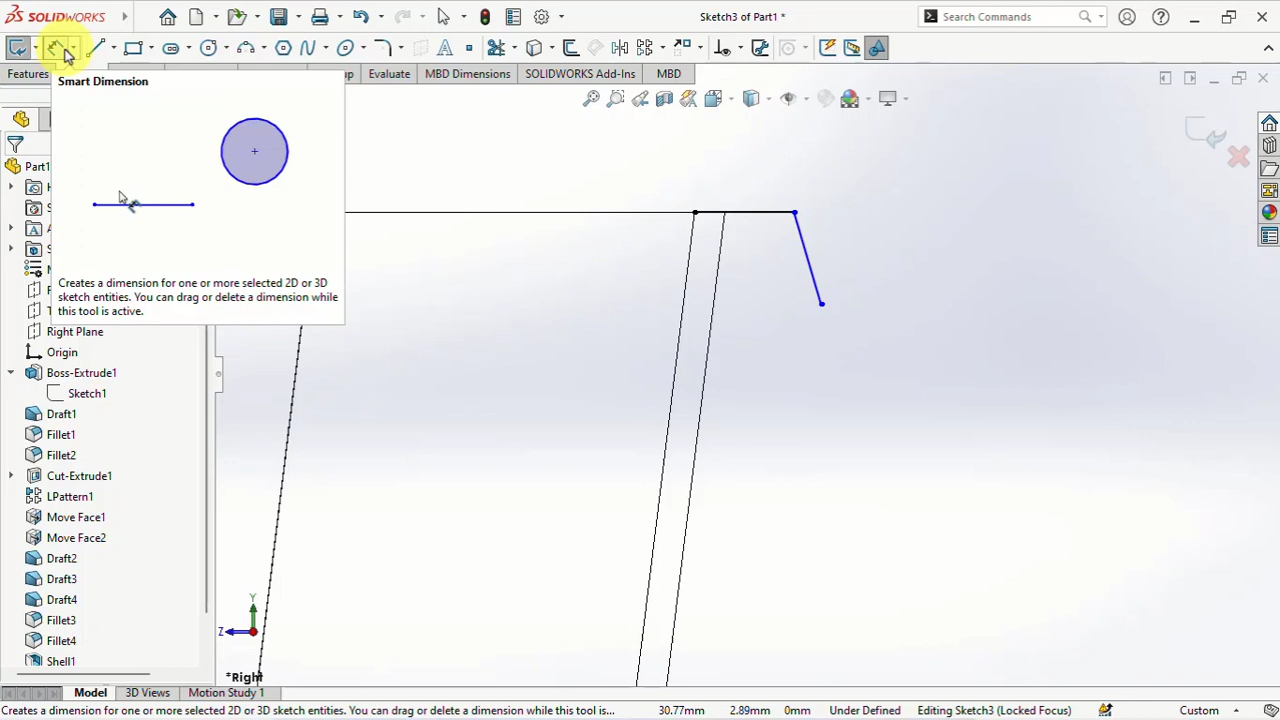 SOLIDWORKS
Sketch3 of Part1 *
Search Commands
Features
up
Evaluate
MBD Dimensions
SOLIDWORKS Add-Ins
MBD
Smart Dimension
Creates a dimension for one or more selected 2D or 3D
sketch entities. You can drag or delete a dimension while
this tool is active.
Part1
Right Plane
Origin
Boss-Extrude1
Sketch1
Draft1
Fillet1
Fillet2
Cut-Extrude1
LPattern1
Move Face1
Move Face2
Draft2
Draft3
Draft4
Fillet3
Fillet4
Shell1
Y
Z
*Right
Model
3D Views
Motion Study 1
Creates a dimension for one or more selected 2D or 3D sketch entities. You can drag or delete a dimension while this tool is...
30.77mm
2.89mm
0mm
Under Defined
Editing Sketch3 (Locked Focus)
Custom